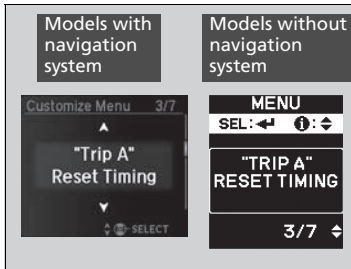 Models with
navigation
system
Models without
navigation
system
Customize Menu 3/7
"Trip A"
Reset Timing
SELECT
MENU
SEL: :
"TRIP A"
RESET TIMING
3/7